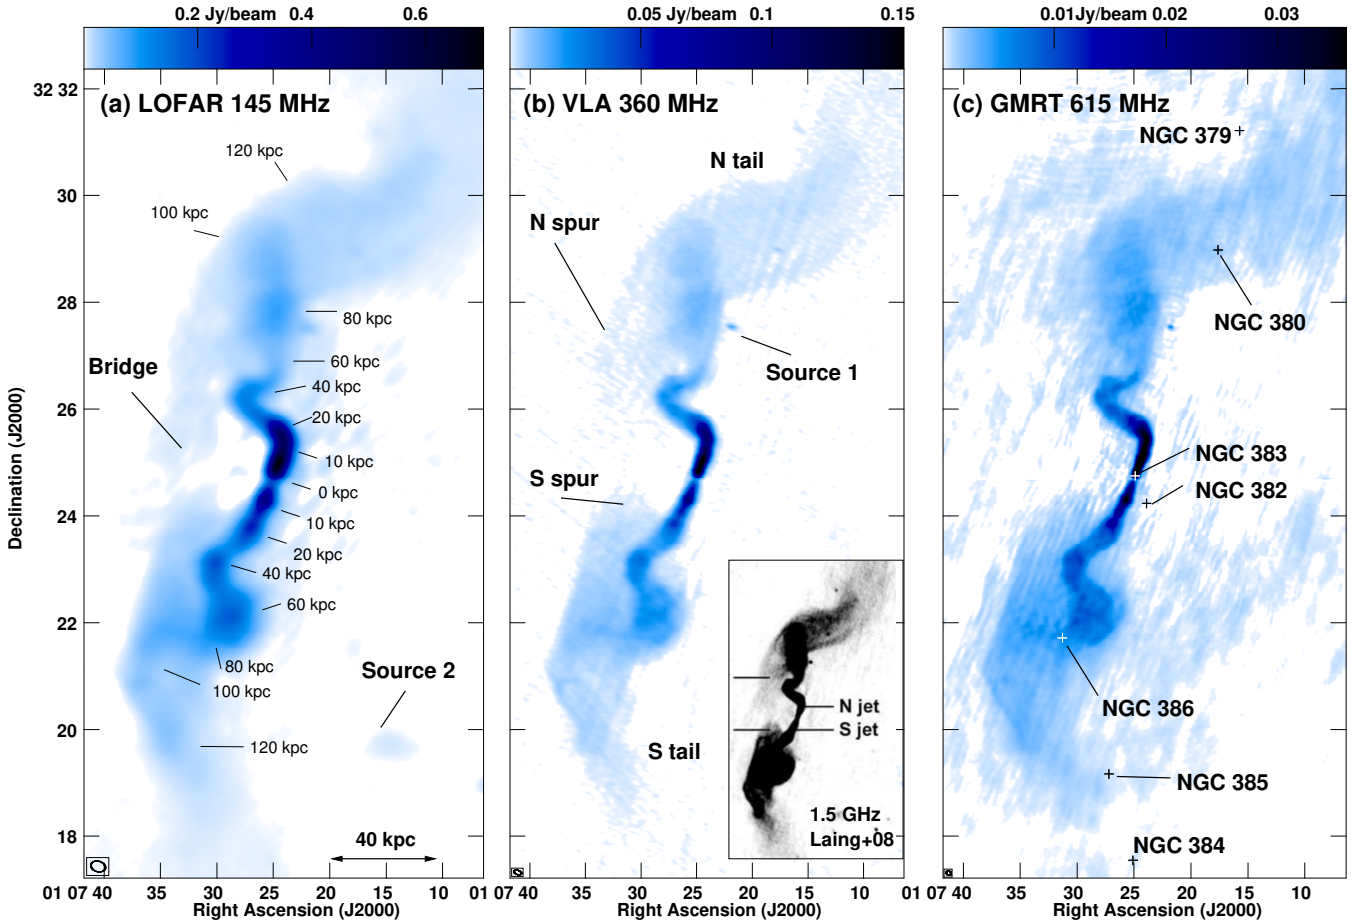 0.2 Jy/beam 0.4 0.6
0.05 Jy/beam 0.1 0.15
0.01Jy/beam 0.02 0.03
32 32
30
28
26
24
22
20
18
Declination (J2000)
(a) LOFAR 145 MHz
120 kpc
100 kpc
80 kpc
60 kpc
Bridge
40 kpc
20 kpc
10 kpc
0 kpc
10 kpc
20 kpc
40 kpc
60 kpc
80 kpc
100 kpc
Source 2
120 kpc
40 kpc
(b) VLA 360 MHz
N tail
N spur
Source 1
S spur
S tail
N jet
S jet
1.5 GHz
Laing+08
(c) GMRT 615 MHz
NGC 379
NGC 380
NGC 383
NGC 382
NGC 386
NGC 385
NGC 384
01 07 40 35 30 25 20 15 10
01 07 40 35 30 25 20 15 10
01 07 40 35 30 25 20 15 10
Right Ascension (J2000)
Right Ascension (J2000)
Right Ascension (J2000)